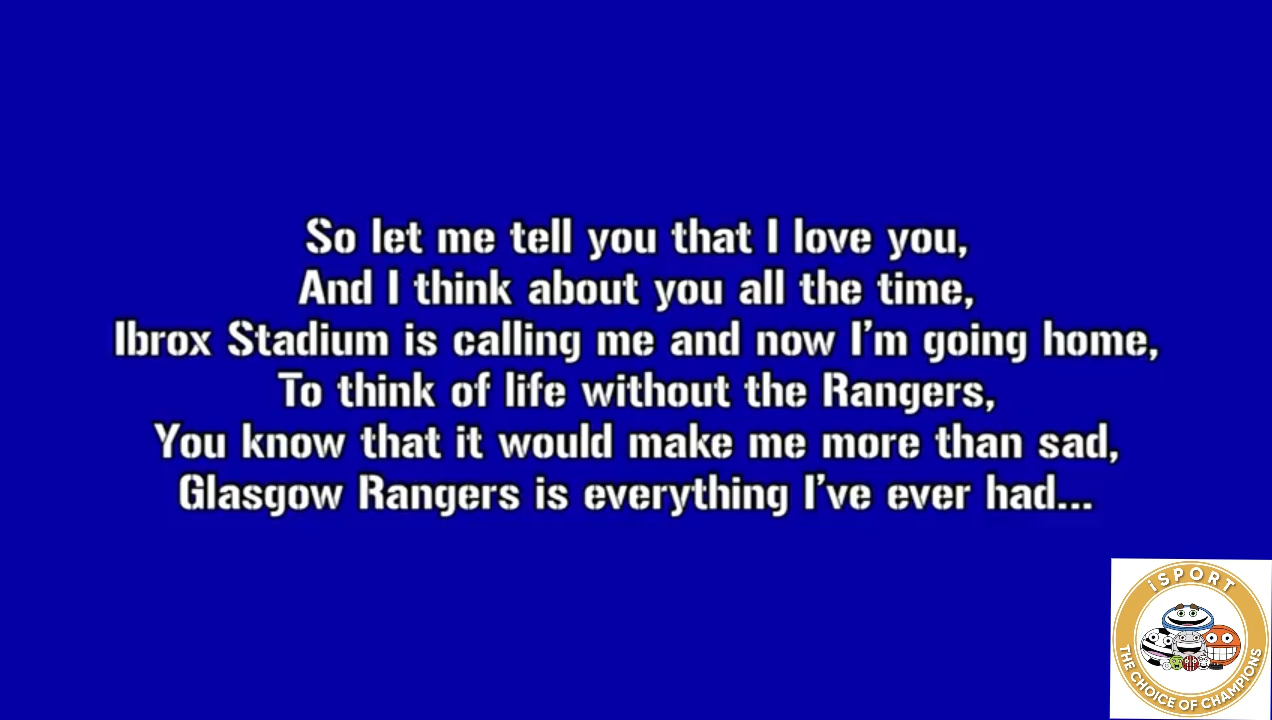 So let me tell you that I love you,
And I think about you all the time,
Ibrox Stadium is calling me and now I'm going home,
To think of life without the Rangers,
You know that it would make me more than sad,
Glasgow Rangers is everything I've ever had...
iSPORT
THE CHOICE OF CHAMPIONS